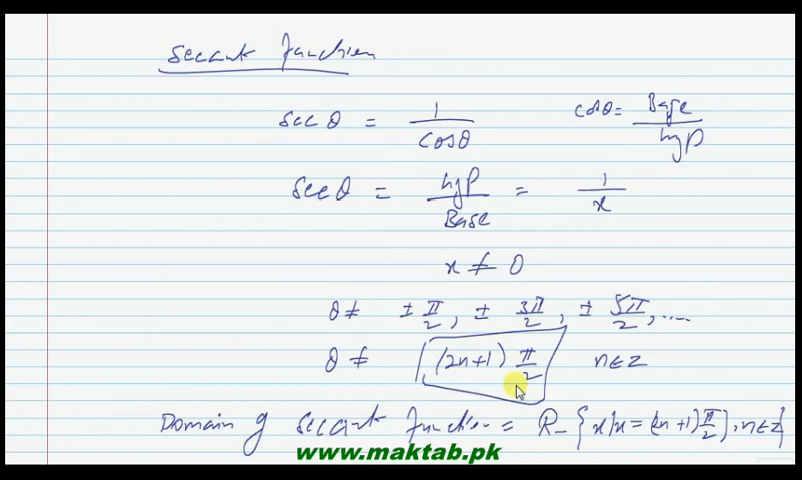 Secant function
sec θ = 1/cosθ cosθ = Base/hyp
sec θ = hyp/Base = 1/x
x ≠ 0
θ ≠ ± π/2, ± 3π/2, ± 5π/2, ....
θ ≠ (2n+1) π/2 n∈Z
Domain of Secant function = R - {x/x = (2n+1)π/2, n∈Z}
www.maktab.pk